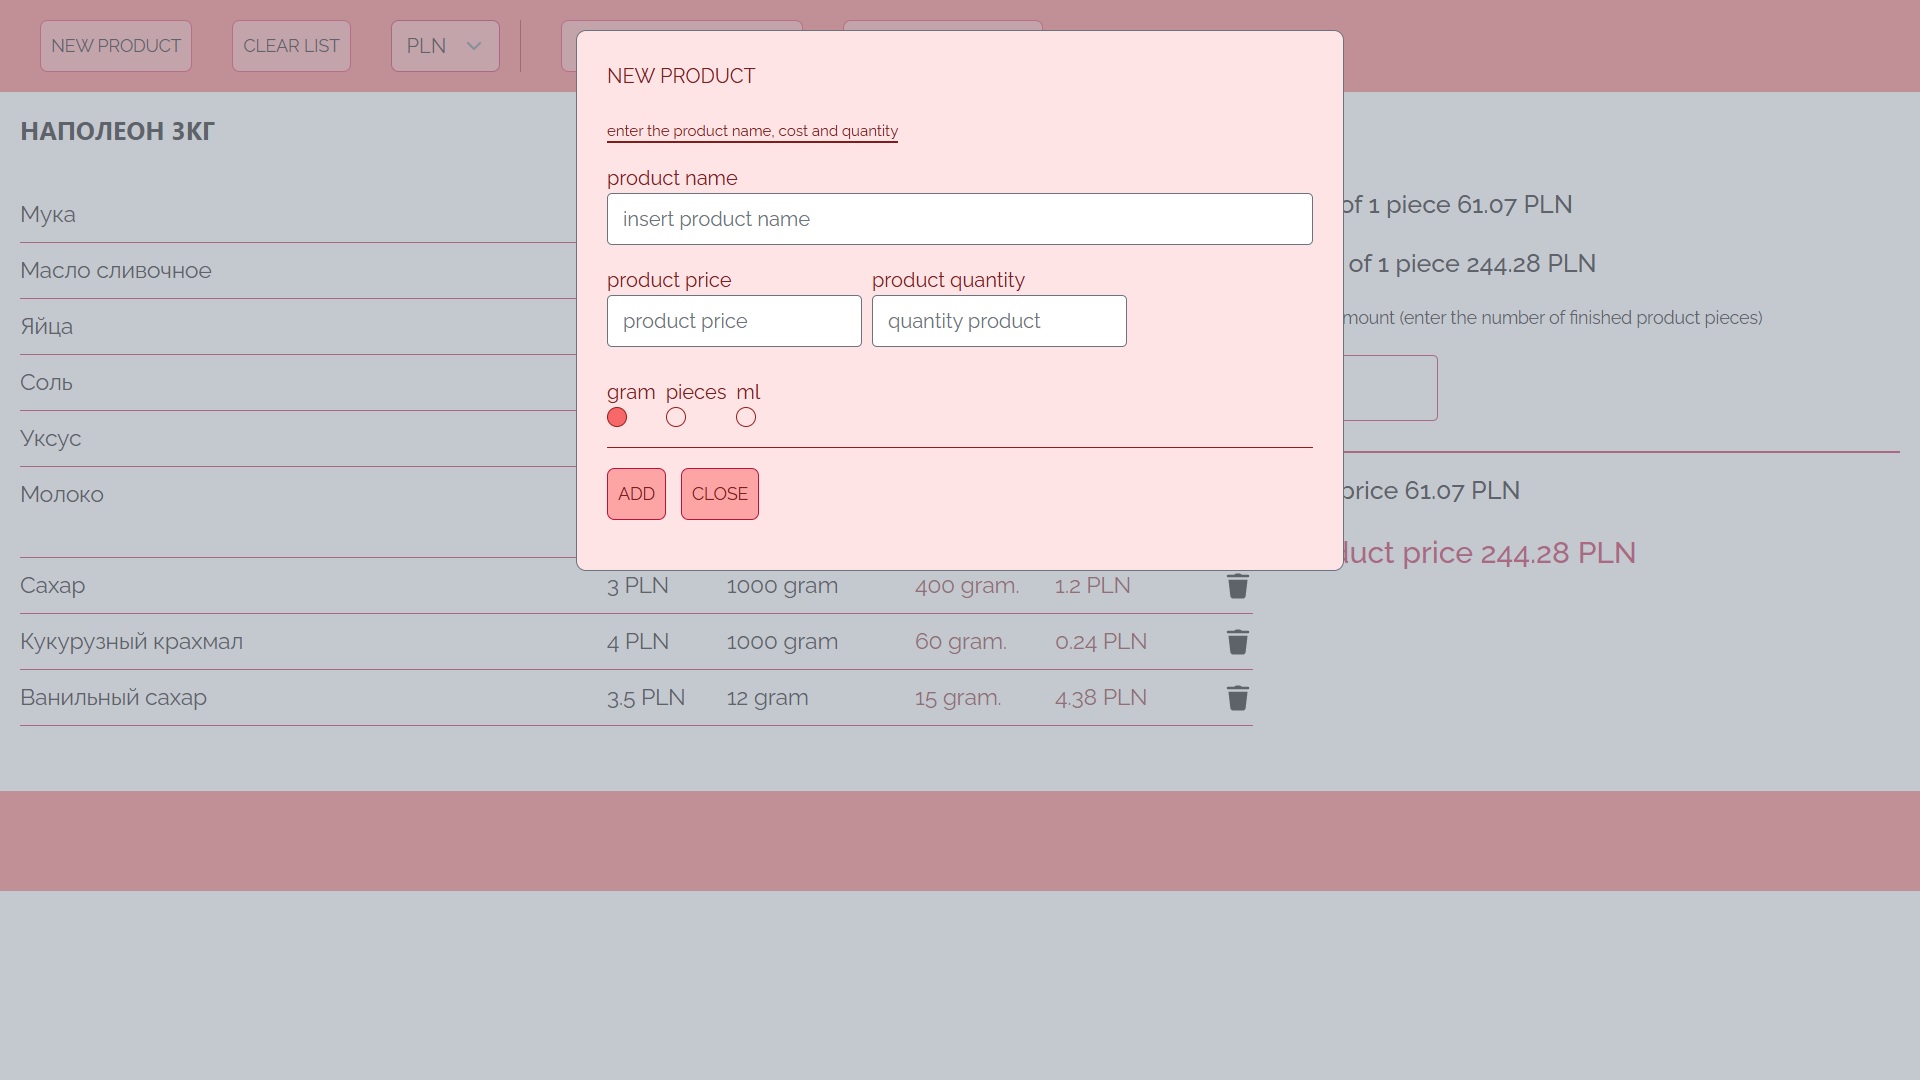 NEW PRODUCT
CLEAR LIST
PLN
НАПОЛЕОН 3КГ
Мука
Масло сливочное
Яйца
Соль
Уксус
Молоко
Сахар 3 PLN 1000 gram 400 gram. 1.2 PLN
Кукурузный крахмал 4 PLN 1000 gram 60 gram. 0.24 PLN
Ванильный сахар 3.5 PLN 12 gram 15 gram. 4.38 PLN
NEW PRODUCT
enter the product name, cost and quantity
product name
insert product name
product price product quantity
product price quantity product
gram pieces ml
ADD CLOSE
of 1 piece 61.07 PLN
of 1 piece 244.28 PLN
(enter the number of finished product pieces)
price 61.07 PLN
price 244.28 PLN